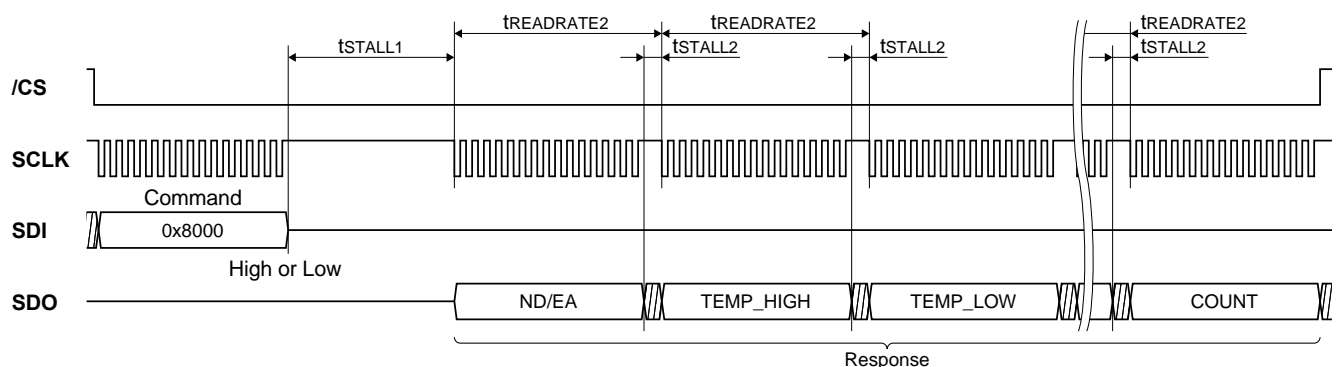 tREADRATE2 tREADRATE2 tREADRATE2
tSTALL1 tSTALL2 tSTALL2 tSTALL2
/CS
SCLK
Command
SDI 0x8000
High or Low
SDO ND/EA TEMP_HIGH TEMP_LOW COUNT
Response